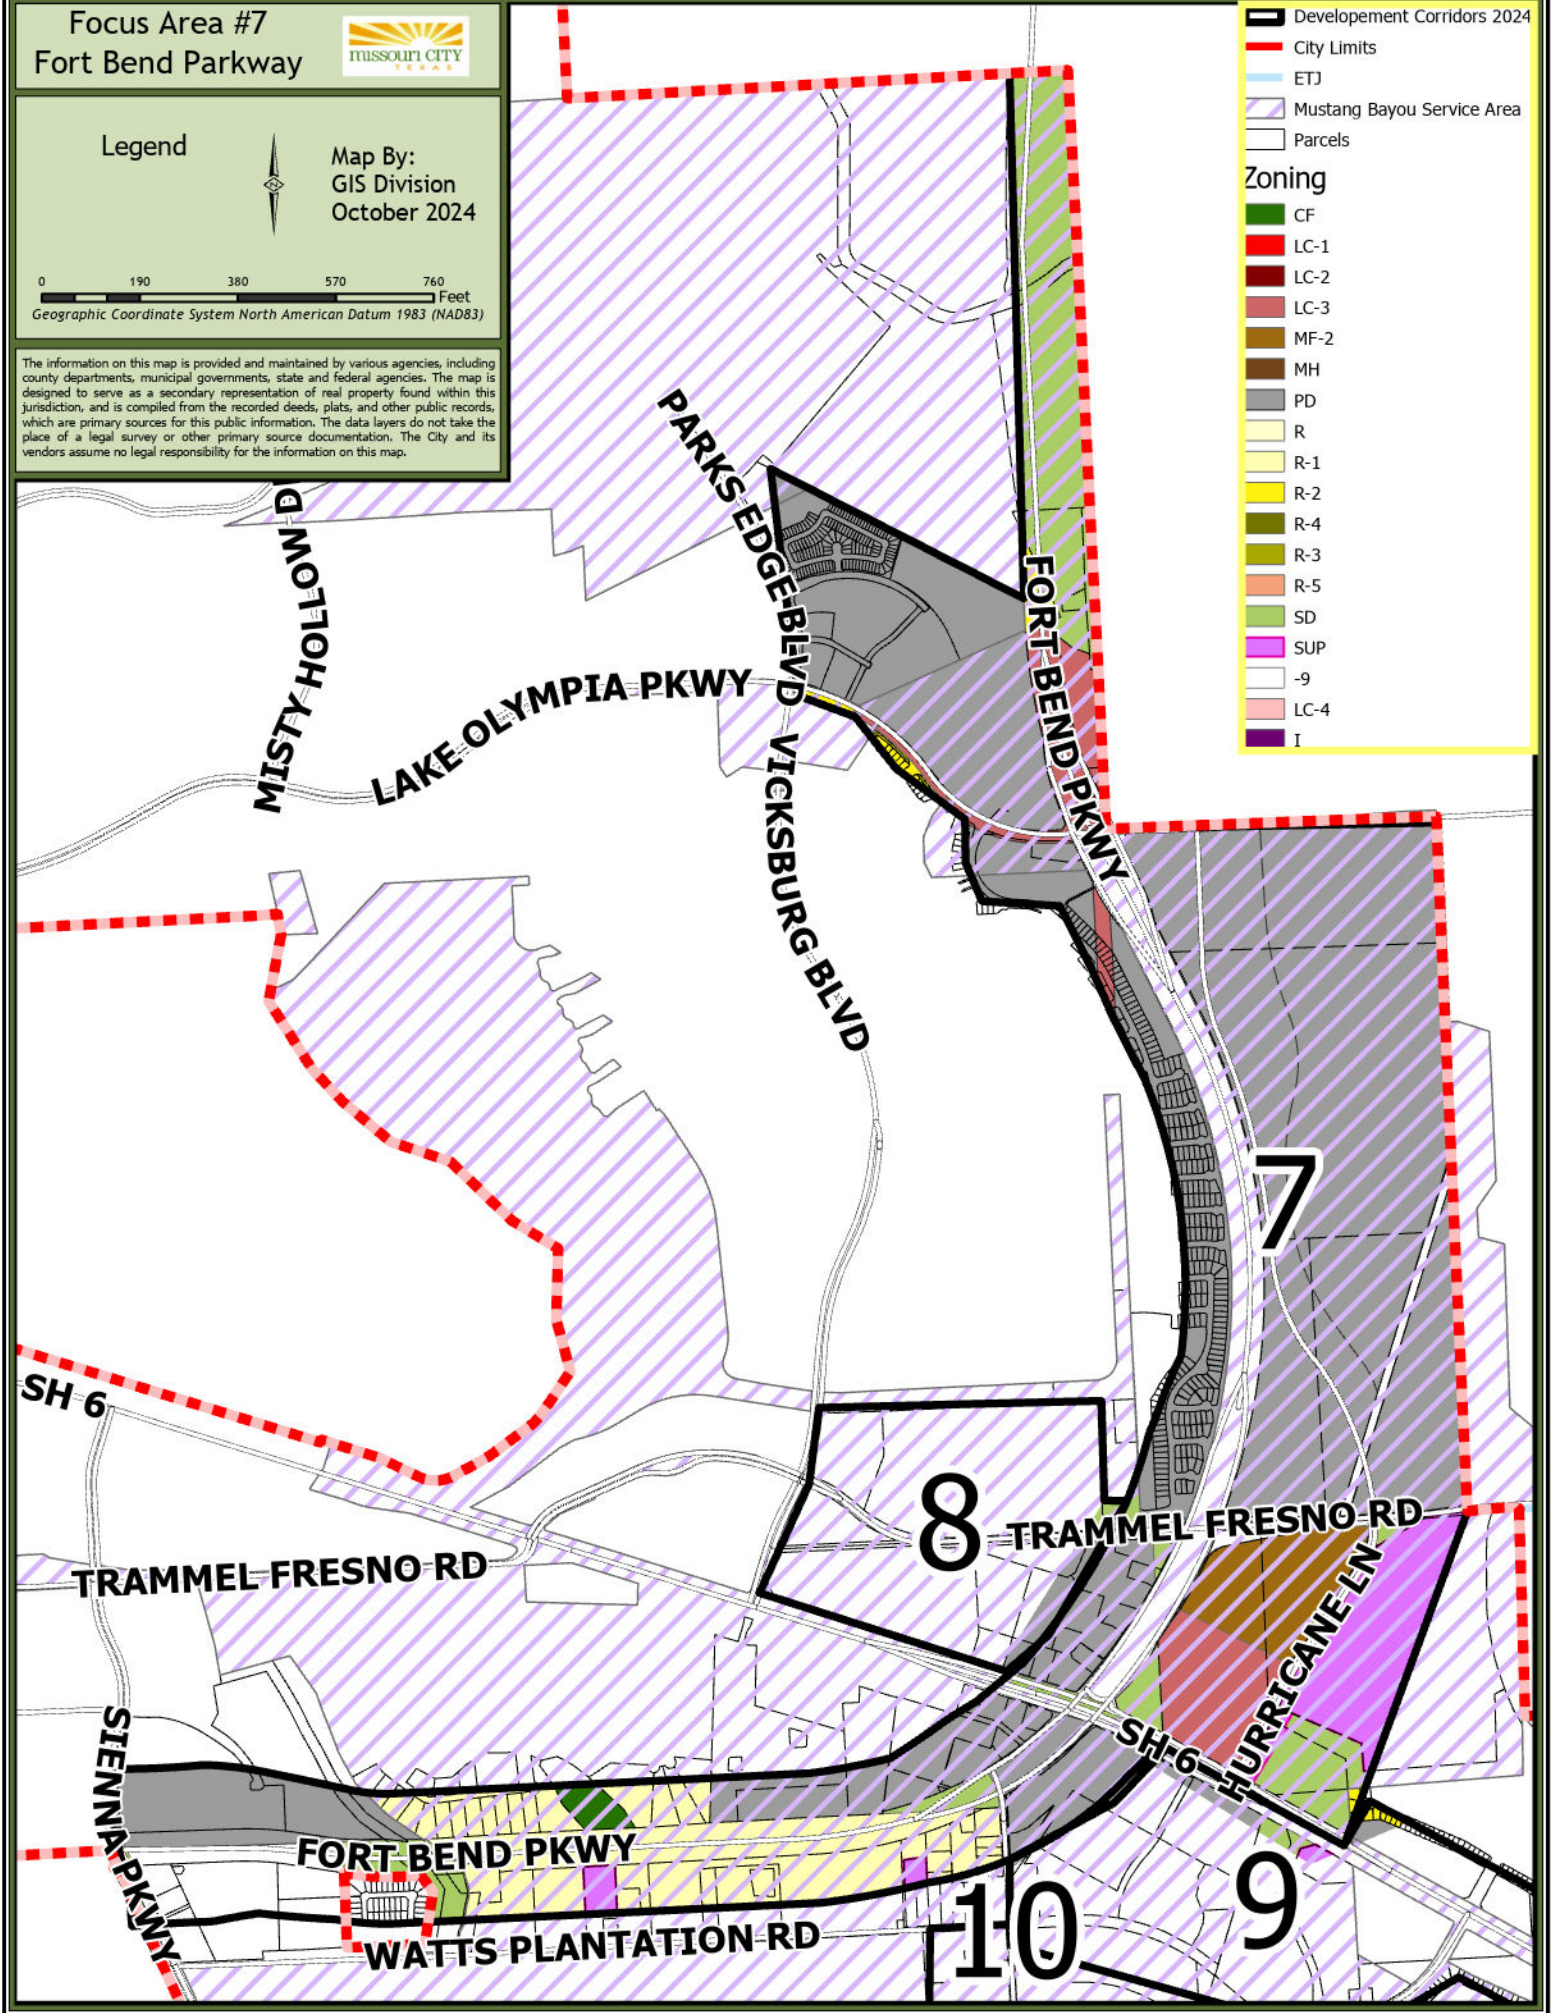 Focus Area #7
Fort Bend Parkway
missouri CITY
TEXAS
Legend
N
Map By:
GIS Division
October 2024
0 190 380 570 760
Feet
Geographic Coordinate System North American Datum 1983 (NAD83)
The information on this map is provided and maintained by various agencies, including
county departments, municipal governments, state and federal agencies. The map is
designed to serve as a secondary representation of real property found within this
jurisdiction, and is compiled from the recorded deeds, plats, and other public records,
which are primary sources for this public information. The data layers do not take the
place of a legal survey or other primary source documentation. The City and its
vendors assume no legal responsibility for the information on this map.
Developement Corridors 2024
City Limits
ETJ
Mustang Bayou Service Area
Parcels
Zoning
CF
LC-1
LC-2
LC-3
MF-2
MH
PD
R
R-1
R-2
R-4
R-3
R-5
SD
SUP
-9
LC-4
I
PARKS EDGE BLVD
MISTY HOLLOW D
FORT BEND PKWY
LAKE OLYMPIA PKWY
VICKSBURG BLVD
7
SH 6
8
TRAMMEL FRESNO RD
TRAMMEL FRESNO RD
HURRICANE LN
SIENNA PKWY
SH 6
FORT BEND PKWY
9
10
WATTS PLANTATION RD